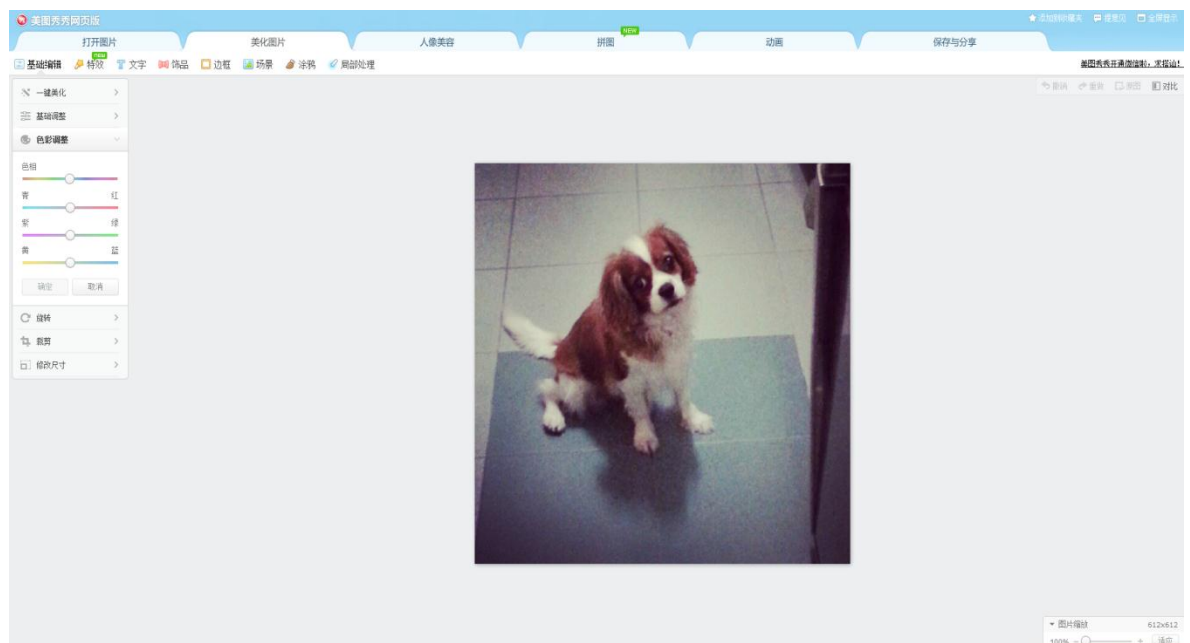 美图秀秀网页版
添加到收藏夹 提意见 全屏显示
打开图片 美化图片 人像美容 拼图 NEW 动画 保存与分享
基础编辑 特效 new 文字 饰品 边框 场景 涂鸦 局部处理
美图秀秀开通微信啦，求搭讪！
撤销 重做 原图 对比
一键美化
基础调整
色彩调整
色相
青 红
紫 绿
黄 蓝
确定 取消
旋转
裁剪
修改尺寸
图片缩放 612x612
100% - + 适应